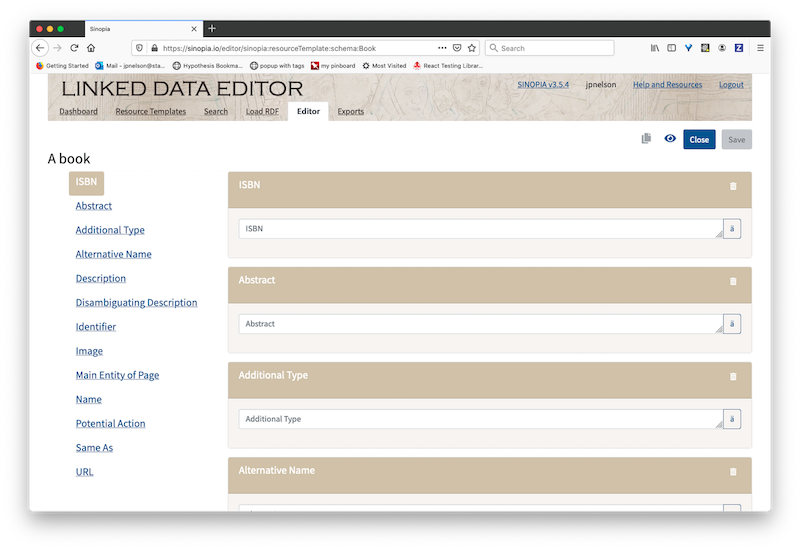 Sinopia
https://sinopia.io/editor/sinopia:resourceTemplate:schema:Book
Search
Getting Started Mail - jpnelson@sta... Hypothesis Bookma... popup with tags my pinboard Most Visited React Testing Librar...
LINKED DATA EDITOR
SINOPIA v3.5.4 jpnelson Help and Resources Logout
Dashboard Resource Templates Search Load RDF Editor Exports
Close Save
A book
ISBN
Abstract
Additional Type
Alternative Name
Description
Disambiguating Description
Identifier
Image
Main Entity of Page
Name
Potential Action
Same As
URL
ISBN
ISBN ä
Abstract
Abstract ä
Additional Type
Additional Type ä
Alternative Name